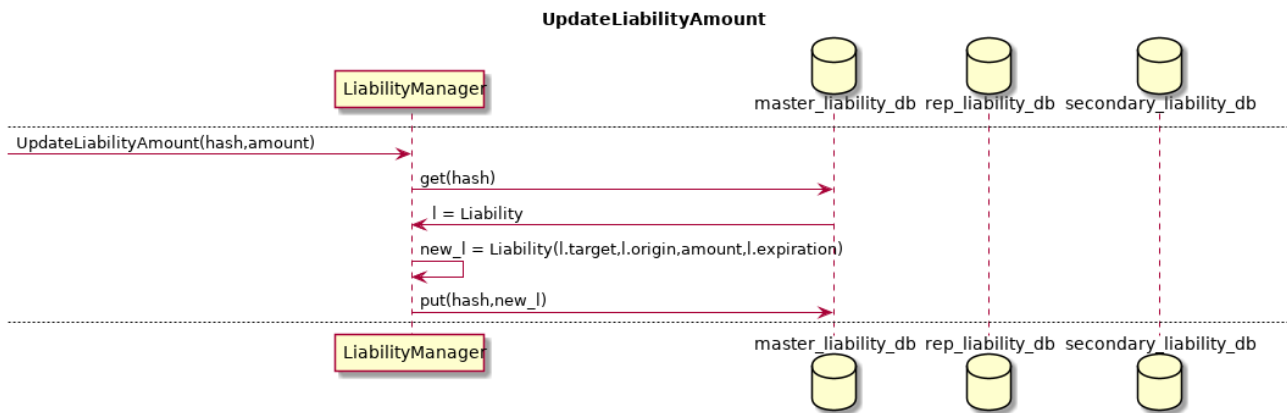 UpdateLiabilityAmount
LiabilityManager
master_liability_db rep_liability_db secondary_liability_db
UpdateLiabilityAmount(hash,amount)
get(hash)
l = Liability
new_l = Liability(l.target,l.origin,amount,l.expiration)
put(hash,new_l)
LiabilityManager
master_liability_db rep_liability_db secondary_liability_db